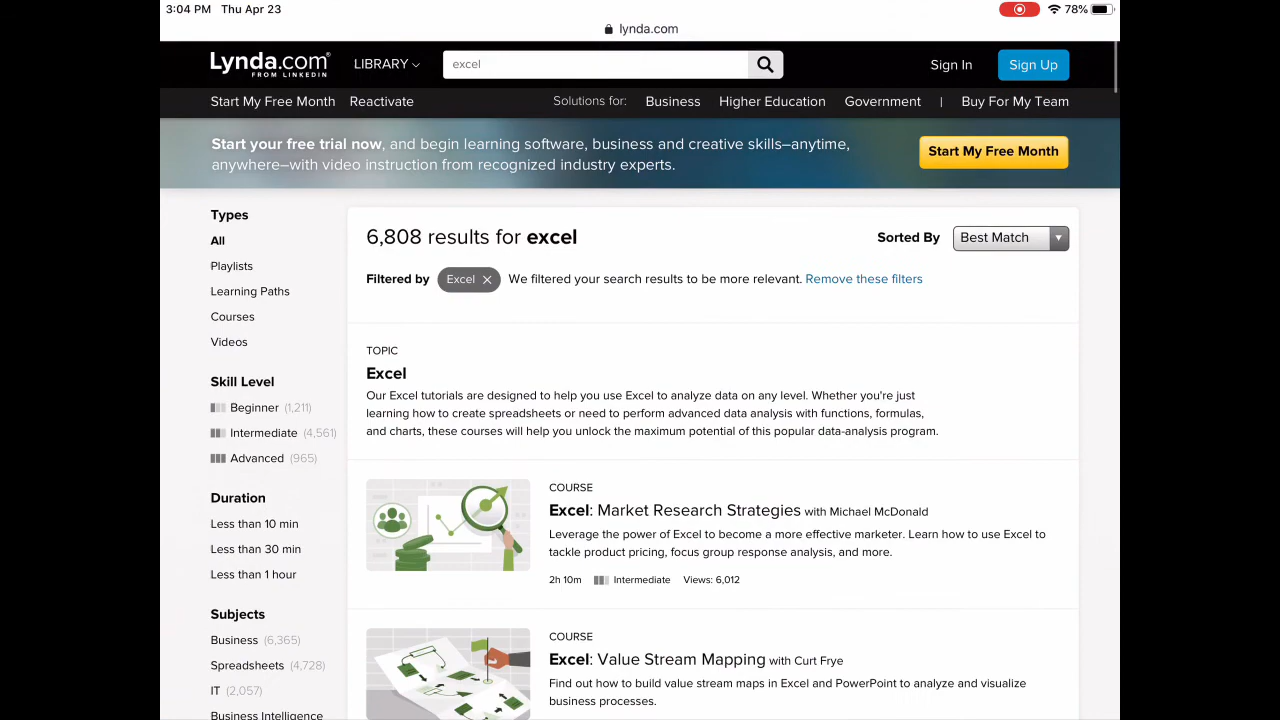 3:04 PM Thu Apr 23
78%
lynda.com
Lynda.com®
FROM LINKEDIN
LIBRARY
excel
Sign In
Sign Up
Start My Free Month
Reactivate
Solutions for:
Business
Higher Education
Government
|
Buy For My Team
Start your free trial now, and begin learning software, business and creative skills–anytime,
anywhere–with video instruction from recognized industry experts.
Start My Free Month
Types
All
Playlists
Learning Paths
Courses
Videos
Skill Level
Beginner (1,211)
Intermediate (4,561)
Advanced (965)
Duration
Less than 10 min
Less than 30 min
Less than 1 hour
Subjects
Business (6,365)
Spreadsheets (4,728)
IT (2,057)
Business Intelligence
6,808 results for excel
Sorted By
Best Match
Filtered by
Excel
We filtered your search results to be more relevant. Remove these filters
TOPIC
Excel
Our Excel tutorials are designed to help you use Excel to analyze data on any level. Whether you're just
learning how to create spreadsheets or need to perform advanced data analysis with functions, formulas,
and charts, these courses will help you unlock the maximum potential of this popular data-analysis program.
COURSE
Excel: Market Research Strategies with Michael McDonald
Leverage the power of Excel to become a more effective marketer. Learn how to use Excel to
tackle product pricing, focus group response analysis, and more.
2h 10m Intermediate Views: 6,012
COURSE
Excel: Value Stream Mapping with Curt Frye
Find out how to build value stream maps in Excel and PowerPoint to analyze and visualize
business processes.